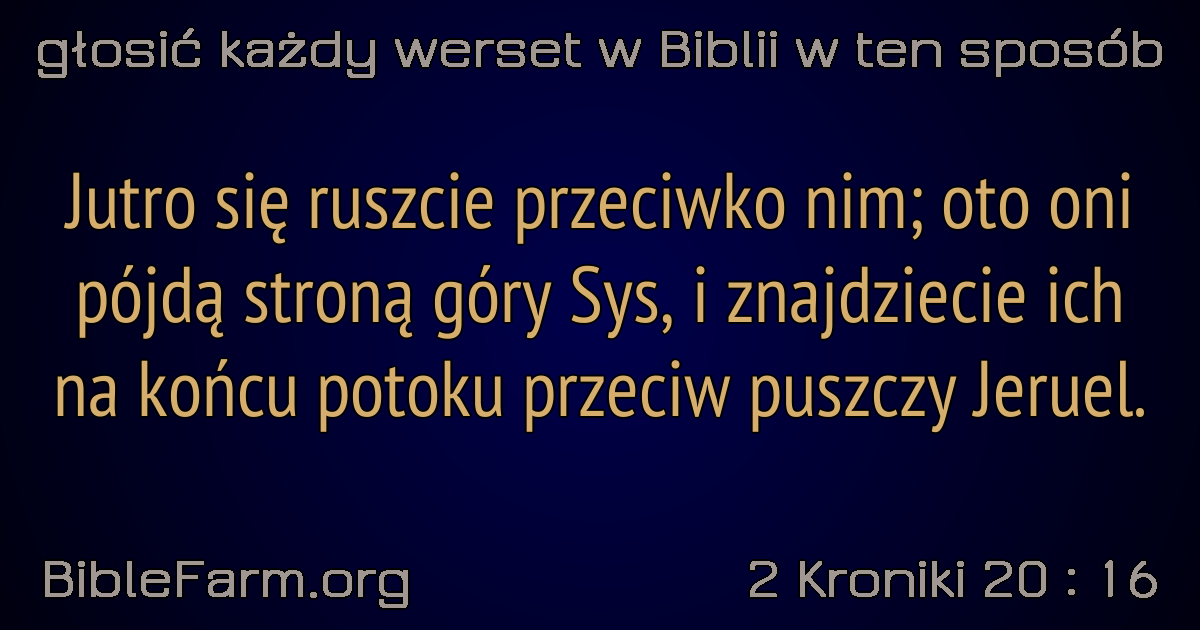 głosić każdy werset w Biblii w ten sposób
Jutro się ruszcie przeciwko nim; oto oni
pójdą stroną góry Sys, i znajdziecie ich
na końcu potoku przeciw puszczy Jeruel.
BibleFarm.org
2 Kroniki 20 : 16